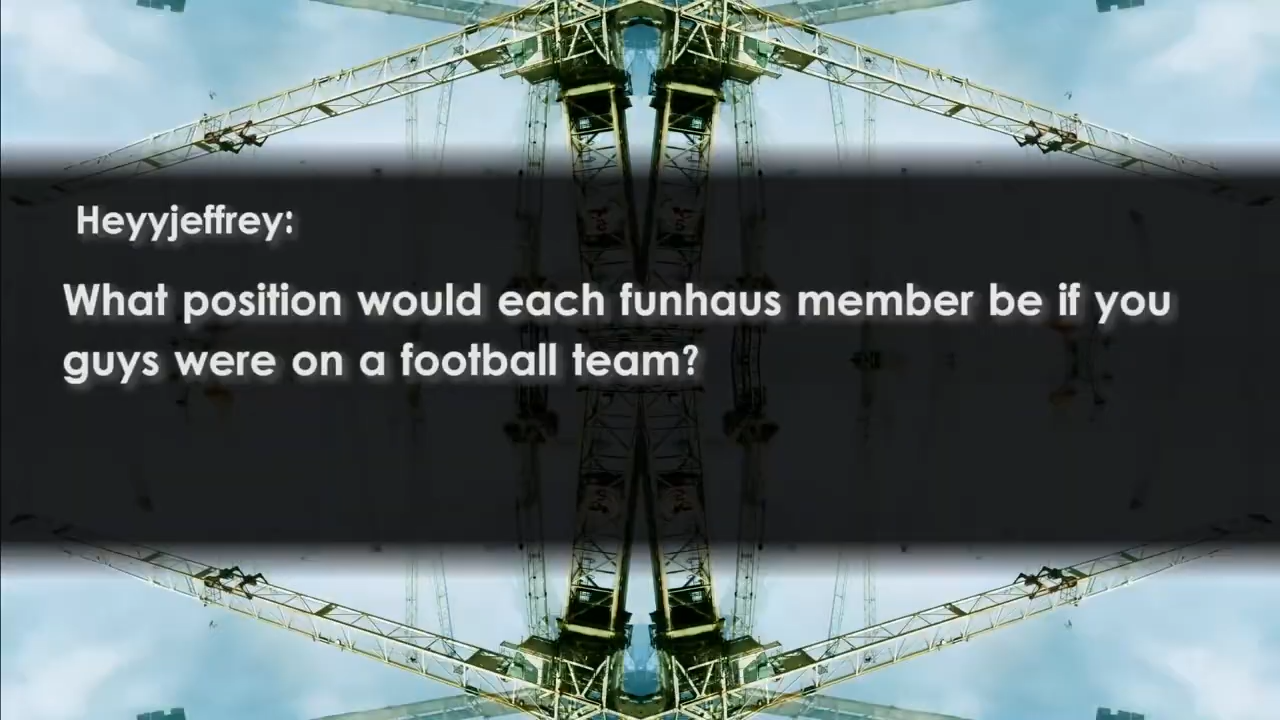 Heyyjeffrey:
What position would each funhaus member be if you
guys were on a football team?